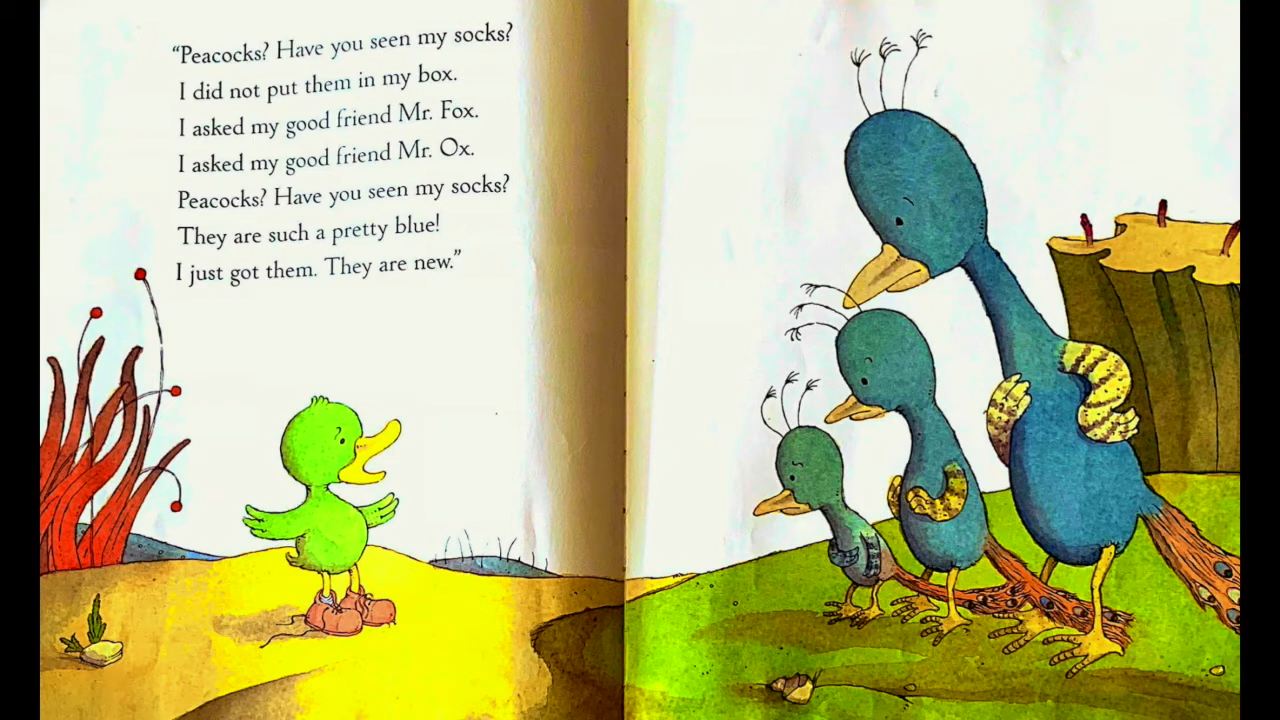 “Peacocks? Have you seen my socks?
I did not put them in my box.
I asked my good friend Mr. Fox.
I asked my good friend Mr. Ox.
Peacocks? Have you seen my socks?
They are such a pretty blue!
I just got them. They are new.”